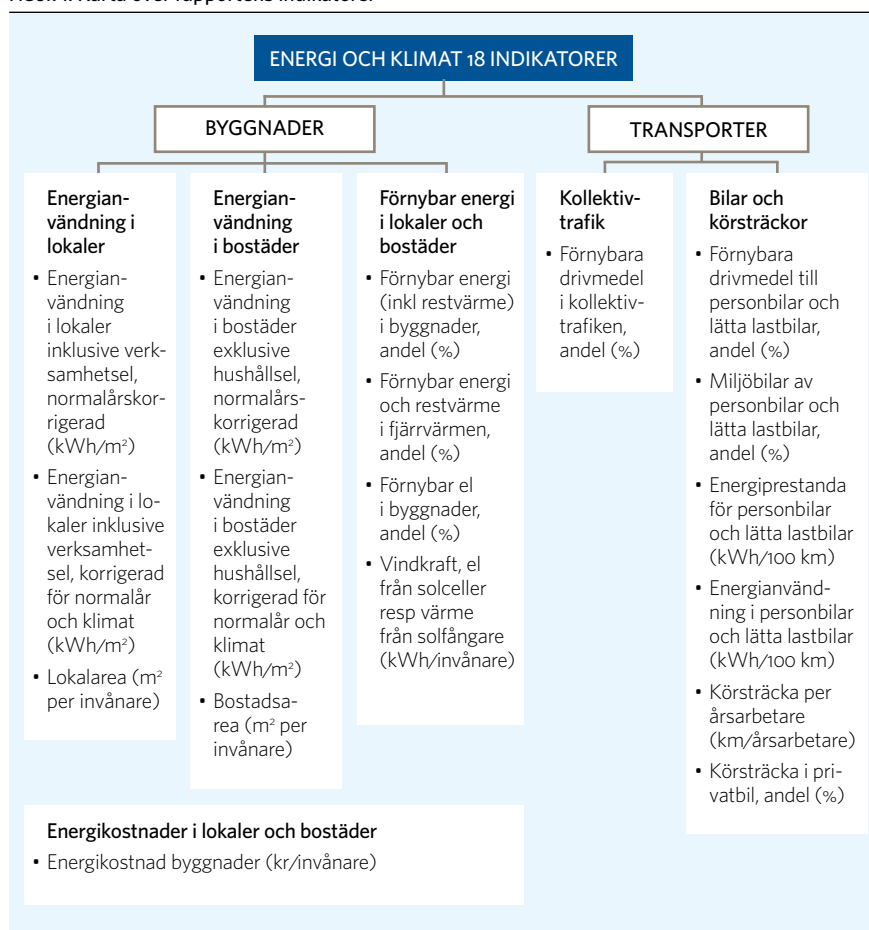 ENERGI OCH KLIMAT 18 INDIKATORER
BYGGNADER
TRANSPORTER
Energian-
vändning i
lokaler
• Energian-
vändning
i lokaler
inklusive verk-
samhetsel,
normalårskor-
rigerad
(kWh/m²)
• Energian-
vändning i lo-
kaler inklusive
verksamhet-
sel, korrigerad
för normalår
och klimat
(kWh/m²)
• Lokalarea (m²
per invånare)
Energian-
vändning
i bostäder
• Energian-
vändning
i bostäder
exklusive
hushållsel,
normalårs-
korrigerad
(kWh/m²)
• Energian-
vändning
i bostäder
exklusive
hushållsel,
korrigerad för
normalår och
klimat
(kWh/m²)
• Bostadsa-
rea (m² per
invånare)
Förnybar energi
i lokaler och
bostäder
• Förnybar energi
(inkl restvärme)
i byggnader,
andel (%)
• Förnybar energi
och restvärme
i fjärrvärmen,
andel (%)
• Förnybar el
i byggnader,
andel (%)
• Vindkraft, el
från solceller
resp värme
från solfångare
(kWh/invånare)
Kollektiv-
trafik
• Förnybara
drivmedel
i kollektiv-
trafiken,
andel (%)
Bilar och
körsträckor
• Förnybara
drivmedel till
personbilar och
lätta lastbilar,
andel (%)
• Miljöbilar av
personbilar och
lätta lastbilar,
andel (%)
• Energiprestanda
för personbilar
och lätta lastbilar
(kWh/100 km)
• Energianvänd-
ning i personbilar
och lätta lastbilar
(kWh/100 km)
• Körsträcka per
årsarbetare
(km/årsarbetare)
• Körsträcka i pri-
vatbil, andel (%)
Energikostnader i lokaler och bostäder
• Energikostnad byggnader (kr/invånare)